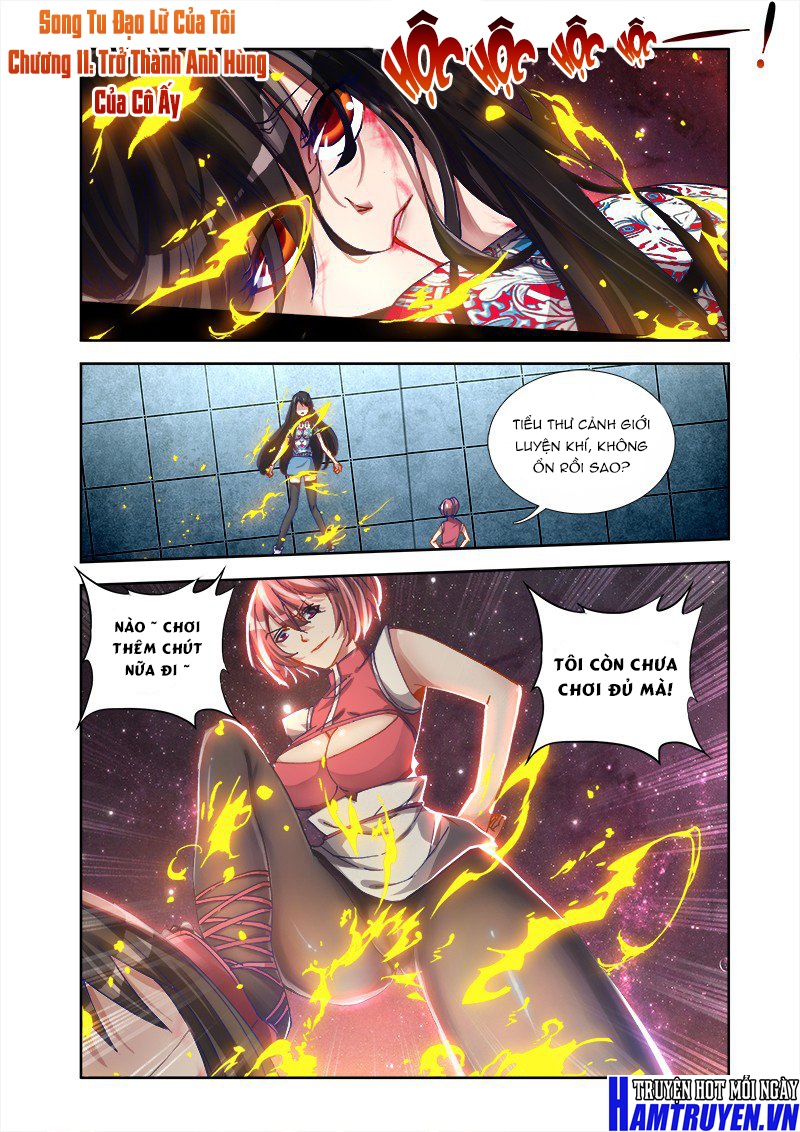 Song Tu Đạo Lữ Của Tôi
Chương 11: Trở Thành Anh Hùng
Của Cô Ấy
HỘC HỘC HỘC HỘC — !
TIỂU THƯ CẢNH GIỚI
LUYỆN KHÍ, KHÔNG
ỔN RỒI SAO?
NÀO ~ CHƠI
THÊM CHÚT
NỮA ĐI ~
TÔI CÒN CHƯA
CHƠI ĐỦ MÀ!
TRUYỆN HOT MỖI NGÀY
HAMTRUYEN.VN